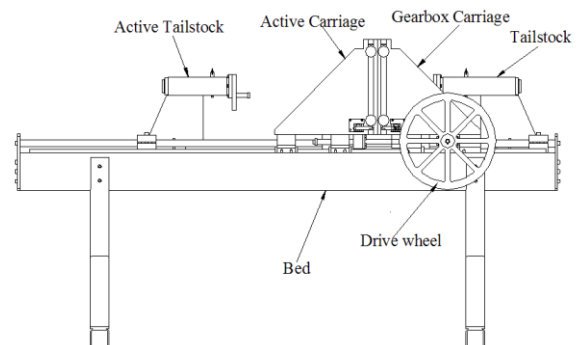 Gearbox Carriage
Active Tailstock
Active Carriage
Tailstock
Drive wheel
Bed